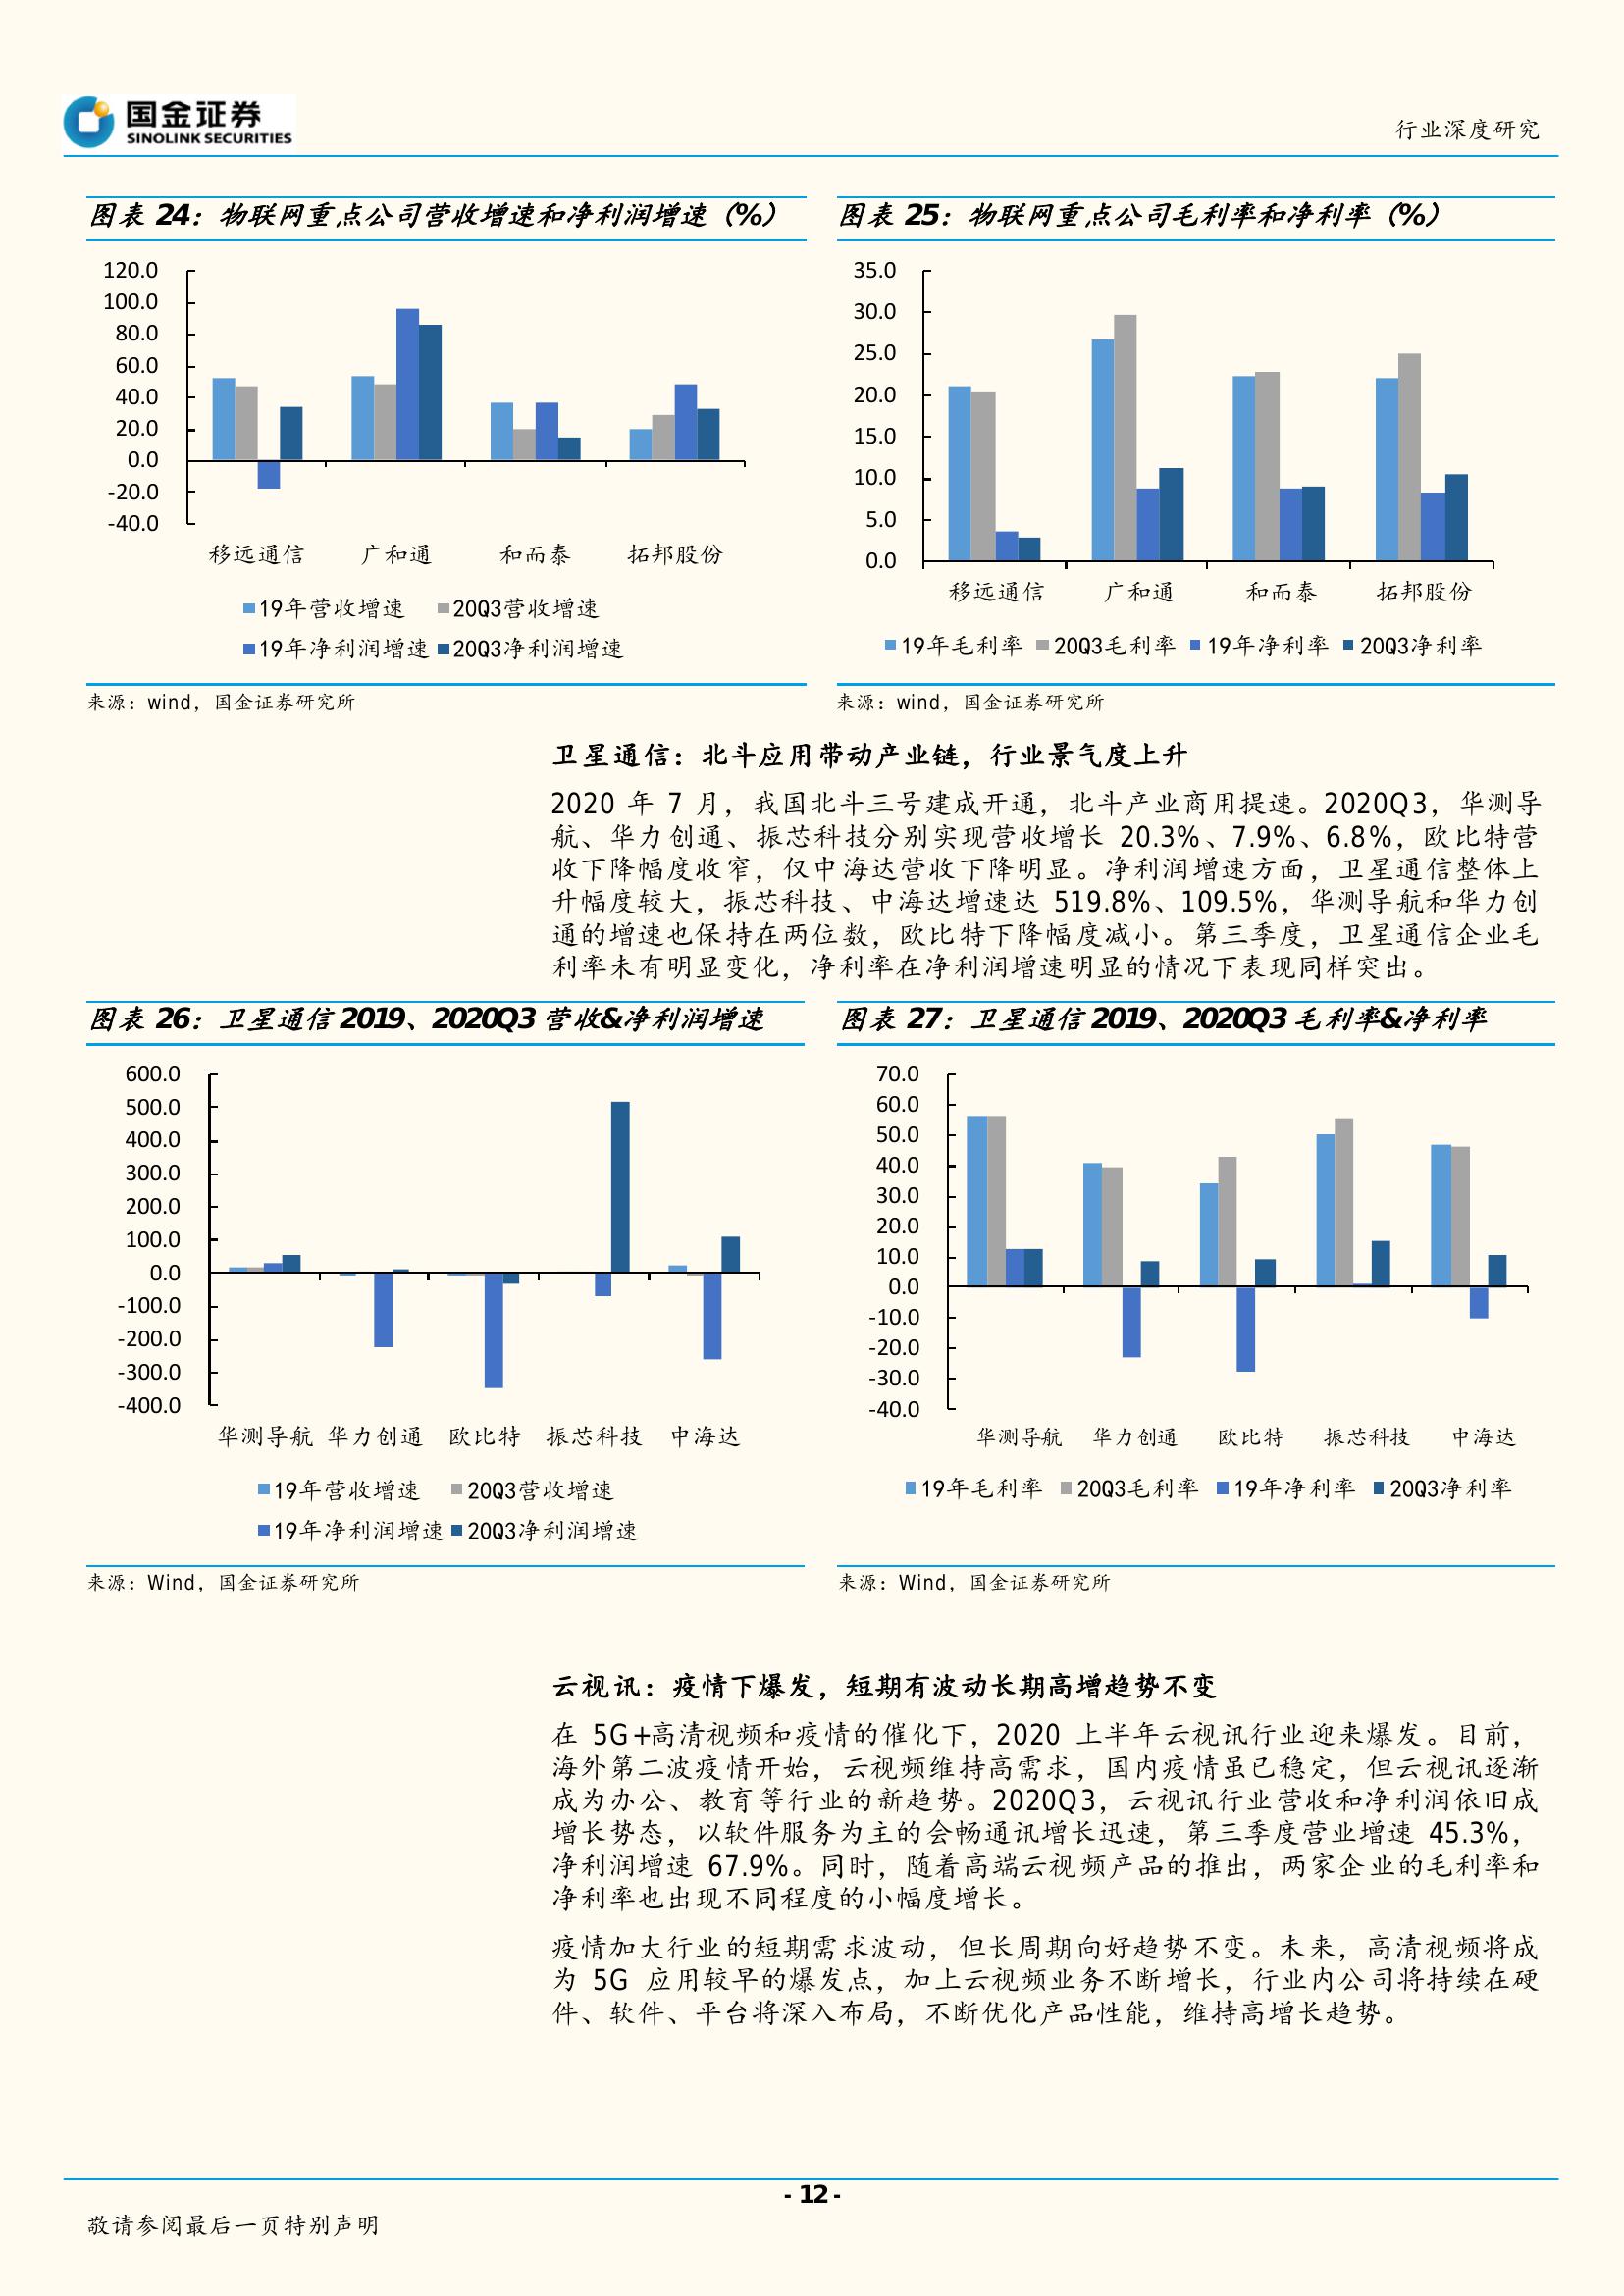 国金证券
SINOLINK SECURITIES
行业深度研究
图表 24：物联网重点公司营收增速和净利润增速（%）
120.0
100.0
80.0
60.0
40.0
20.0
0.0
-20.0
-40.0
移远通信 广和通 和而泰 拓邦股份
19年营收增速 20Q3营收增速
19年净利润增速 20Q3净利润增速
来源：wind，国金证券研究所
图表 25：物联网重点公司毛利率和净利率（%）
35.0
30.0
25.0
20.0
15.0
10.0
5.0
0.0
移远通信 广和通 和而泰 拓邦股份
19年毛利率 20Q3毛利率 19年净利率 20Q3净利率
来源：wind，国金证券研究所
卫星通信：北斗应用带动产业链，行业景气度上升
2020 年 7 月，我国北斗三号建成开通，北斗产业商用提速。2020Q3，华测导
航、华力创通、振芯科技分别实现营收增长 20.3%、7.9%、6.8%，欧比特营
收下降幅度收窄，仅中海达营收下降明显。净利润增速方面，卫星通信整体上
升幅度较大，振芯科技、中海达增速达 519.8%、109.5%，华测导航和华力创
通的增速也保持在两位数，欧比特下降幅度减小。第三季度，卫星通信企业毛
利率未有明显变化，净利率在净利润增速明显的情况下表现同样突出。
图表 26：卫星通信 2019、2020Q3 营收&净利润增速
600.0
500.0
400.0
300.0
200.0
100.0
0.0
-100.0
-200.0
-300.0
-400.0
华测导航 华力创通 欧比特 振芯科技 中海达
19年营收增速 20Q3营收增速
19年净利润增速 20Q3净利润增速
来源：Wind，国金证券研究所
图表 27：卫星通信 2019、2020Q3 毛利率&净利率
70.0
60.0
50.0
40.0
30.0
20.0
10.0
0.0
-10.0
-20.0
-30.0
-40.0
华测导航 华力创通 欧比特 振芯科技 中海达
19年毛利率 20Q3毛利率 19年净利率 20Q3净利率
来源：Wind，国金证券研究所
云视讯：疫情下爆发，短期有波动长期高增趋势不变
在 5G+高清视频和疫情的催化下，2020 上半年云视讯行业迎来爆发。目前，
海外第二波疫情开始，云视频维持高需求，国内疫情虽已稳定，但云视讯逐渐
成为办公、教育等行业的新趋势。2020Q3，云视讯行业营收和净利润依旧成
增长势态，以软件服务为主的会畅通讯增长迅速，第三季度营业增速 45.3%，
净利润增速 67.9%。同时，随着高端云视频产品的推出，两家企业的毛利率和
净利率也出现不同程度的小幅度增长。
疫情加大行业的短期需求波动，但长周期向好趋势不变。未来，高清视频将成
为 5G 应用较早的爆发点，加上云视频业务不断增长，行业内公司将持续在硬
件、软件、平台将深入布局，不断优化产品性能，维持高增长趋势。
- 12 -
敬请参阅最后一页特别声明